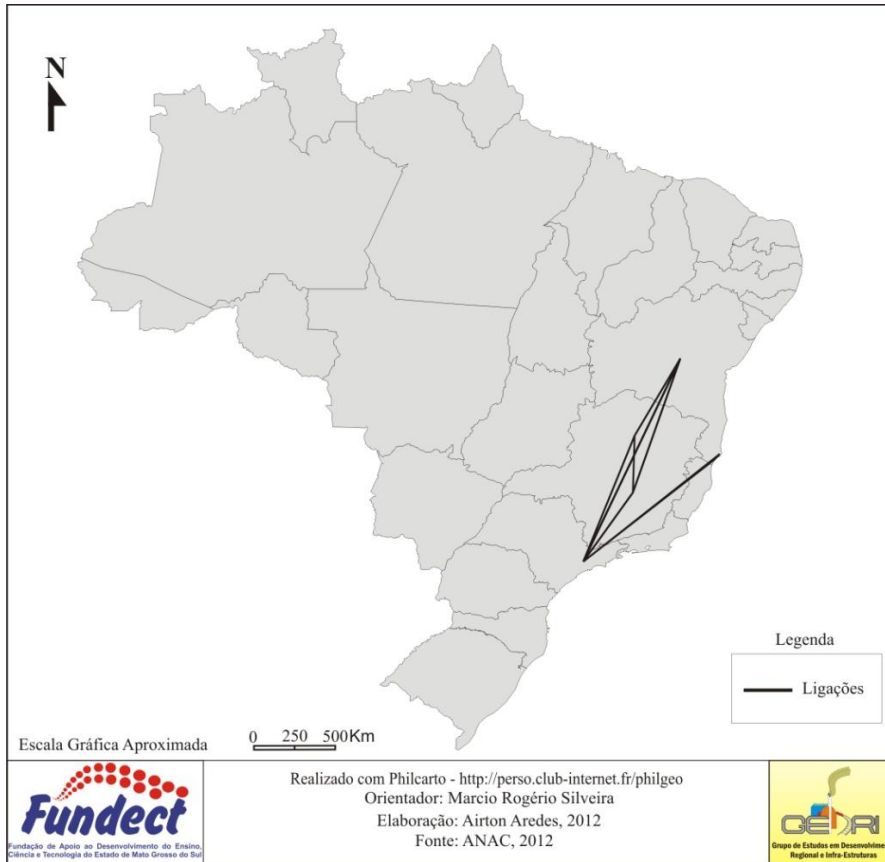 N
Legenda
Ligações
Escala Gráfica Aproximada
0 250 500Km
Fundect
Fundação de Apoio ao Desenvolvimento do Ensino,
Ciência e Tecnologia do Estado de Mato Grosso do Sul
Realizado com Philcarto - http://perso.club-internet.fr/philgeo
Orientador: Marcio Rogério Silveira
Elaboração: Airton Aredes, 2012
Fonte: ANAC, 2012
GEDRI
Grupo de Estudos em Desenvolvime
Regional e Infra-Estruturas